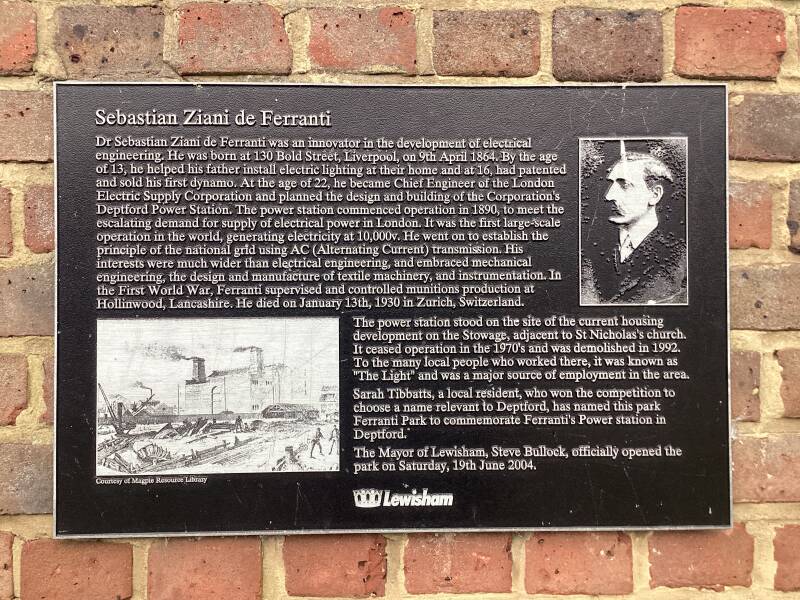 Sebastian Ziani de Ferranti
Dr Sebastian Ziani de Ferranti was an innovator in the development of electrical
engineering. He was born at 130 Bold Street, Liverpool, on 9th April 1864. By the age
of 13, he helped his father install electric lighting at their home and at 16, had patented
and sold his first dynamo. At the age of 22, he became Chief Engineer of the London
Electric Supply Corporation and planned the design and building of the Corporation's
Deptford Power Station. The power station commenced operation in 1890, to meet the
escalating demand for supply of electrical power in London. It was the first large-scale
operation in the world, generating electricity at 10,000v. He went on to establish the
principle of the national grid using AC (Alternating Current) transmission. His
interests were much wider than electrical engineering, and embraced mechanical
engineering, the design and manufacture of textile machinery, and instrumentation. In
the First World War, Ferranti supervised and controlled munitions production at
Hollinwood, Lancashire. He died on January 13th, 1930 in Zurich, Switzerland.
The power station stood on the site of the current housing
development on the Stowage, adjacent to St Nicholas's church.
It ceased operation in the 1970's and was demolished in 1992.
To the many local people who worked there, it was known as
"The Light" and was a major source of employment in the area.
Sarah Tibbatts, a local resident, who won the competition to
choose a name relevant to Deptford, has named this park
Ferranti Park to commemorate Ferranti's Power station in
Deptford.
The Mayor of Lewisham, Steve Bullock, officially opened the
park on Saturday, 19th June 2004.
Courtesy of Magpie Resource Library
Lewisham